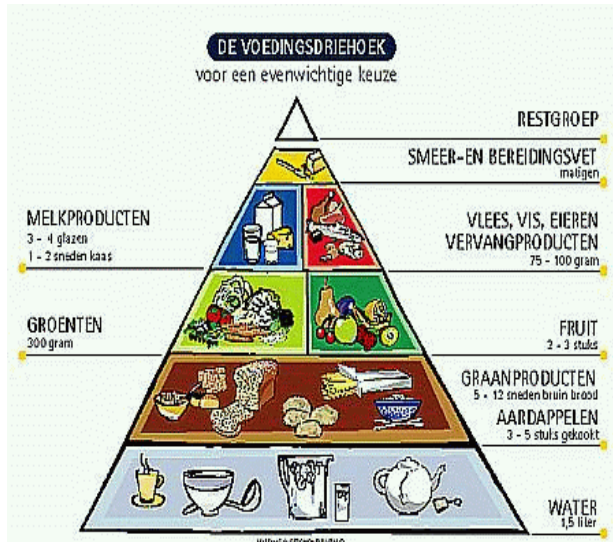 DE VOEDINGSDRIEHOEK
voor een evenwichtige keuze
RESTGROEP
SMEER-EN BEREIDINGSVET
matigen
MELKPRODUCTEN
3 - 4 glazen
1 - 2 sneden kaas
VLEES, VIS, EIEREN
VERVANGPRODUCTEN
75 - 100 gram
GROENTEN
300 gram
FRUIT
2 - 3 stuks
GRAANPRODUCTEN
5 - 12 sneden bruin brood
AARDAPPELEN
3 - 5 stuks gekookt
WATER
1,5 liter